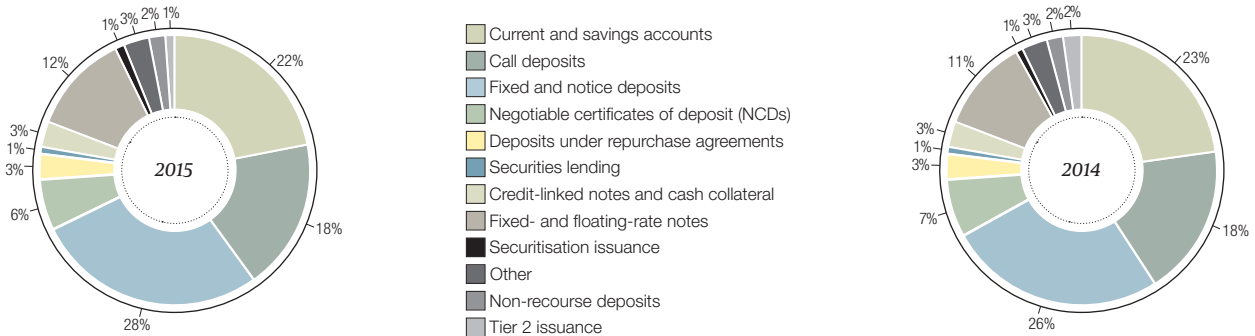 1% 3% 2% 1%
12%
22%
3%
1%
3%
6%
18%
28%
2015
Current and savings accounts
Call deposits
Fixed and notice deposits
Negotiable certificates of deposit (NCDs)
Deposits under repurchase agreements
Securities lending
Credit-linked notes and cash collateral
Fixed- and floating-rate notes
Securitisation issuance
Other
Non-recourse deposits
Tier 2 issuance
1% 3% 2% 2%
11%
23%
3%
1%
3%
7%
18%
26%
2014